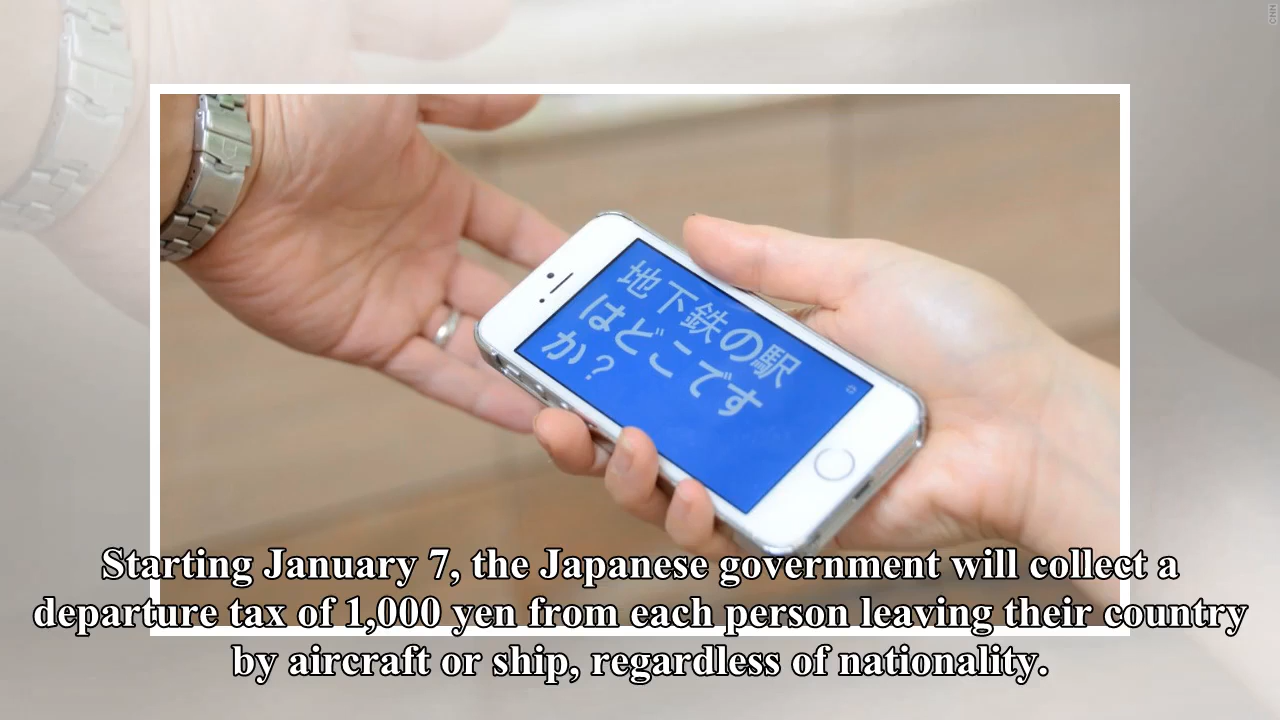 CNN
地下鉄の駅
はどこです
か?
Starting January 7, the Japanese government will collect a
departure tax of 1,000 yen from each person leaving their country
by aircraft or ship, regardless of nationality.